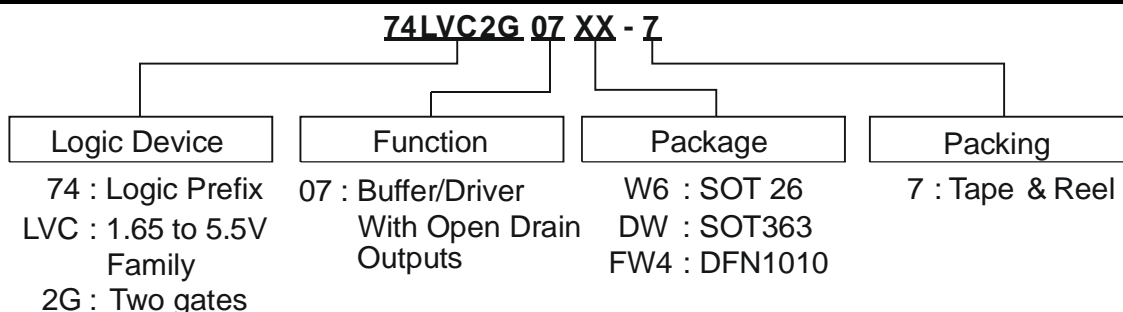 74LVC2G 07 XX - 7
Logic Device
74 : Logic Prefix
LVC : 1.65 to 5.5V
Family
2G : Two gates
Function
07 : Buffer/Driver
With Open Drain
Outputs
Package
W6 : SOT 26
DW : SOT363
FW4 : DFN1010
Packing
7 : Tape & Reel